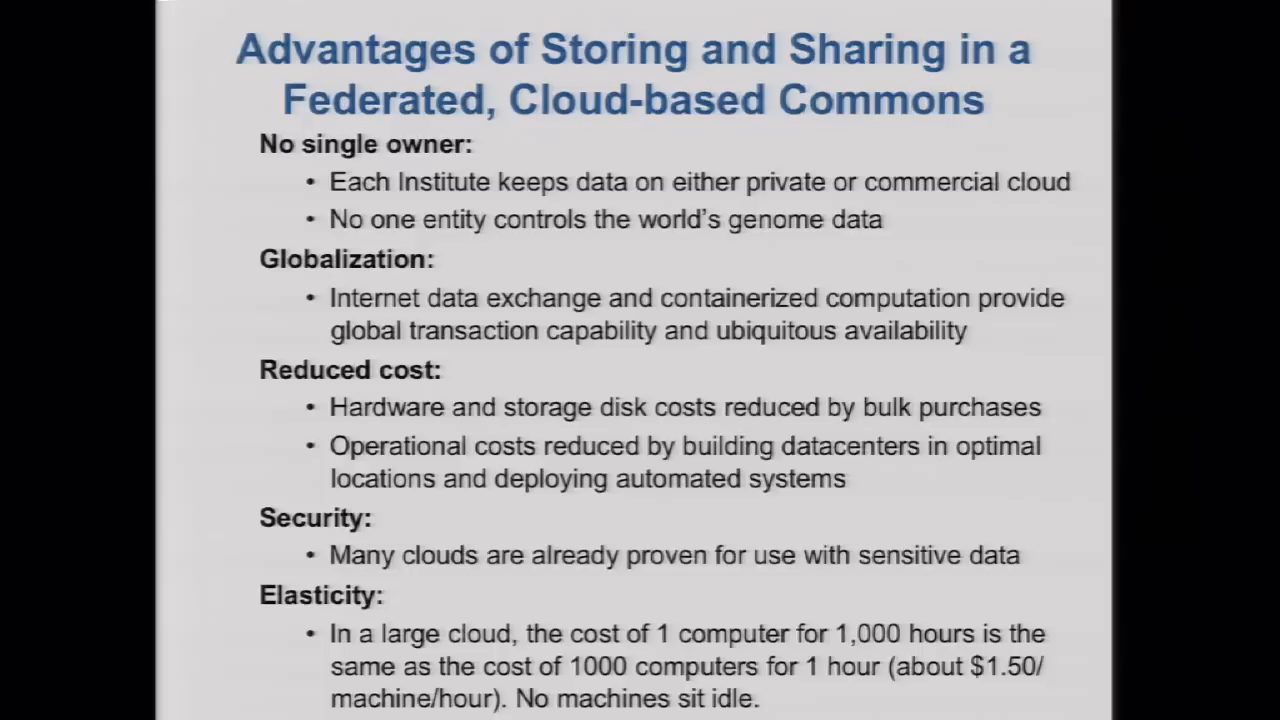 Advantages of Storing and Sharing in a
Federated, Cloud-based Commons
No single owner:
• Each Institute keeps data on either private or commercial cloud
• No one entity controls the world's genome data
Globalization:
• Internet data exchange and containerized computation provide
global transaction capability and ubiquitous availability
Reduced cost:
• Hardware and storage disk costs reduced by bulk purchases
• Operational costs reduced by building datacenters in optimal
locations and deploying automated systems
Security:
• Many clouds are already proven for use with sensitive data
Elasticity:
• In a large cloud, the cost of 1 computer for 1,000 hours is the
same as the cost of 1000 computers for 1 hour (about $1.50/
machine/hour). No machines sit idle.